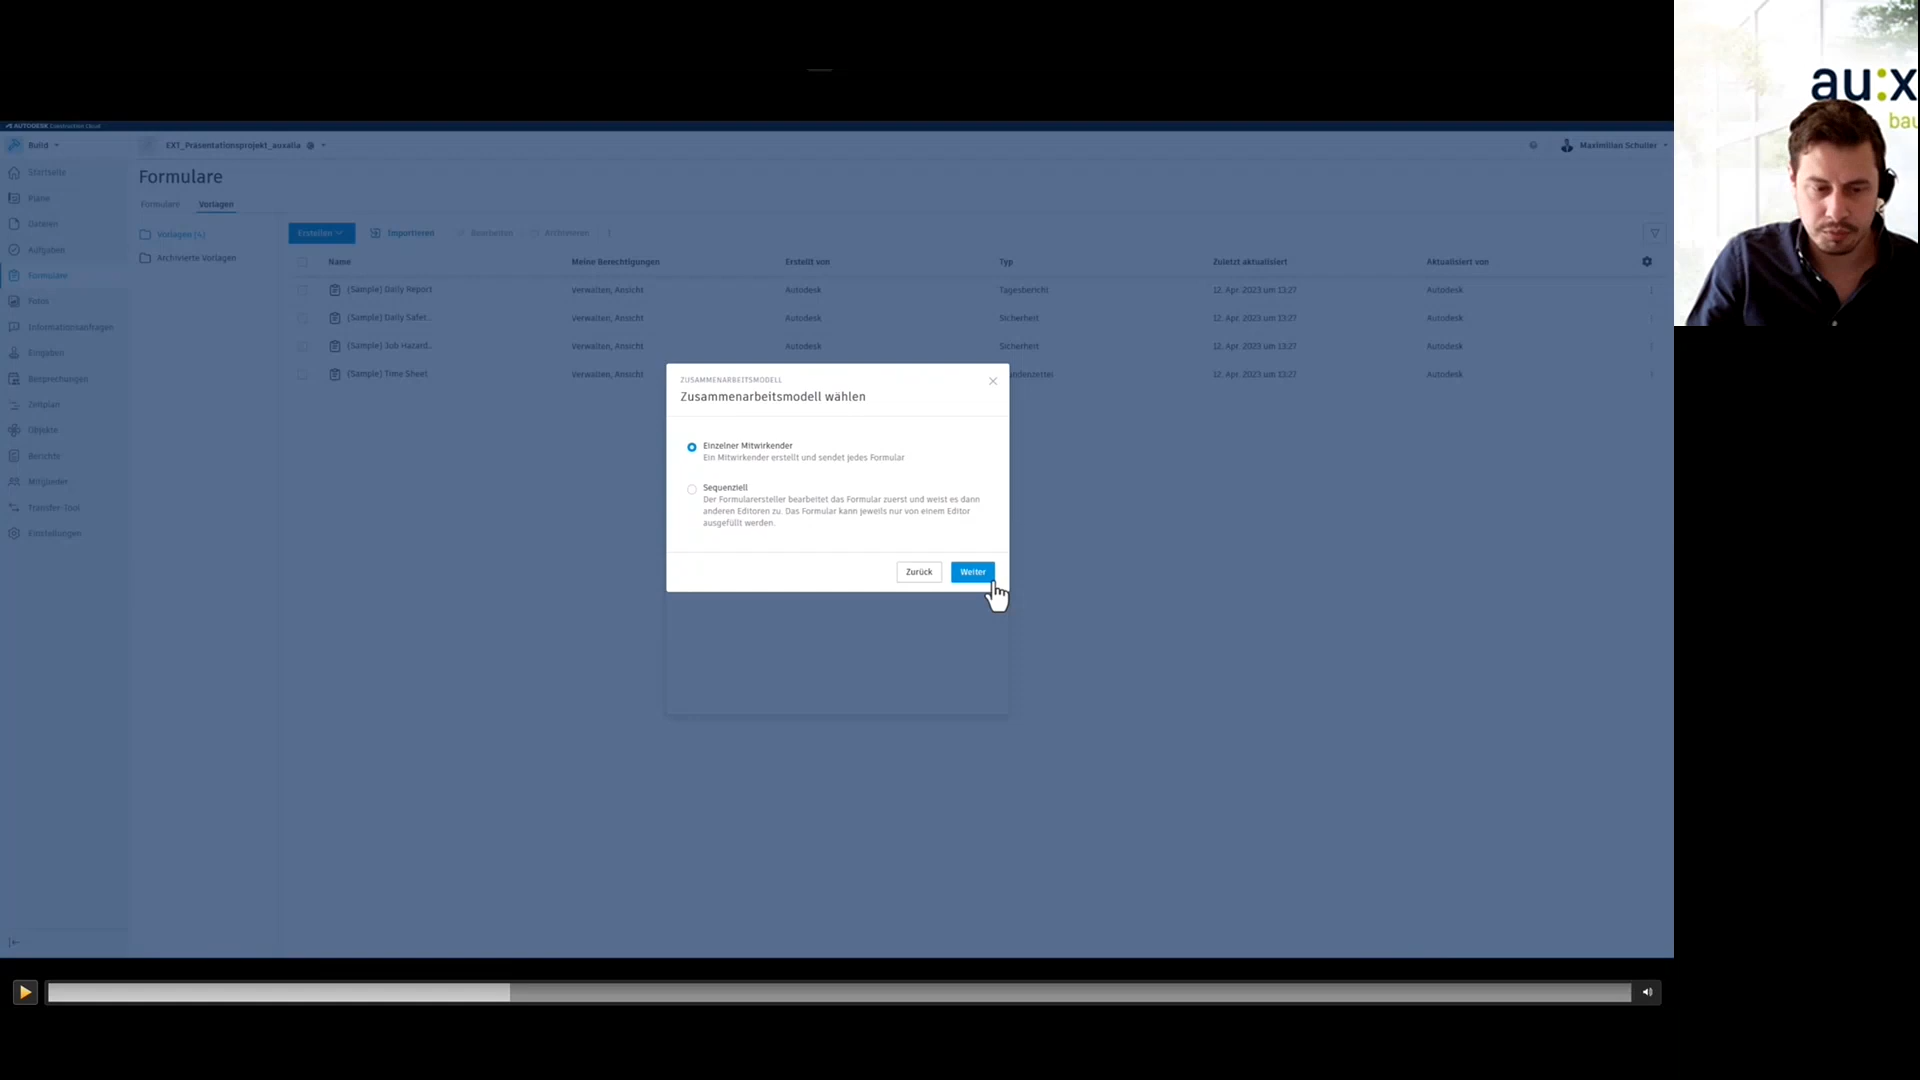 AUTODESK Construction Cloud
Build
EX1_Präsentationsprojekt_auxalia
Maximilian Schuller
au:x
bau
Startseite
Pläne
Dateien
Aufgaben
Formulare
Fotos
Informationsanfragen
Eingaben
Besprechungen
Zeitplan
Objekte
Berichte
Mitglieder
Transfer-Tool
Einstellungen
Formulare
Formulare Vorlagen
Vorlagen (4)
Archivierte Vorlagen
Erstellen Importieren Bearbeiten Archivieren
Name Meine Berechtigungen Erstellt von Typ Zuletzt aktualisiert Aktualisiert von
(Sample) Daily Report Verwalten, Ansicht Autodesk Tagesbericht 12. Apr. 2023 um 13:27 Autodesk
(Sample) Daily Safet... Verwalten, Ansicht Autodesk Sicherheit 12. Apr. 2023 um 13:27 Autodesk
(Sample) Job Hazard... Verwalten, Ansicht Autodesk Sicherheit 12. Apr. 2023 um 13:27 Autodesk
(Sample) Time Sheet Verwalten, Ansicht undenzettel 12. Apr. 2023 um 13:27 Autodesk
ZUSAMMENARBEITSMODELL
Zusammenarbeitsmodell wählen
Einzelner Mitwirkender
Ein Mitwirkender erstellt und sendet jedes Formular
Sequenziell
Der Formularersteller bearbeitet das Formular zuerst und weist es dann
anderen Editoren zu. Das Formular kann jeweils nur von einem Editor
ausgefüllt werden.
Zurück Weiter